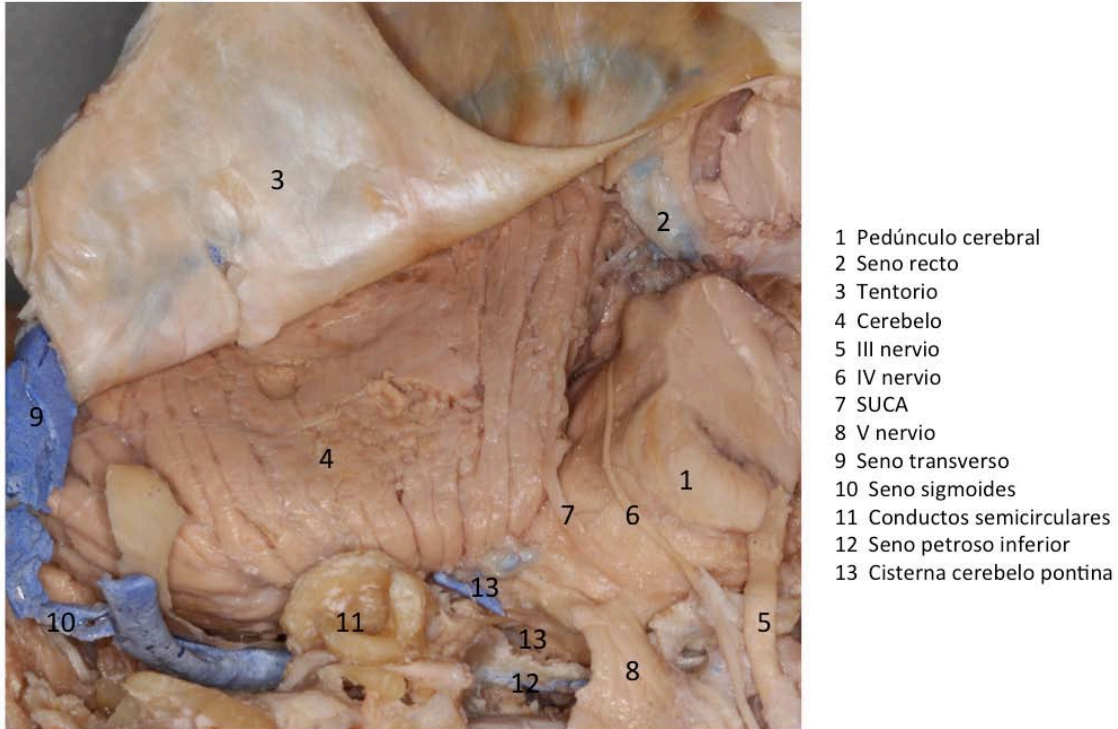 3
2
9
4
1
7
6
13
10
11
13
5
8
12
1 Pedúnculo cerebral
2 Seno recto
3 Tentorio
4 Cerebelo
5 III nervio
6 IV nervio
7 SUCA
8 V nervio
9 Seno transverso
10 Seno sigmoides
11 Conductos semicirculares
12 Seno petroso inferior
13 Cisterna cerebelo pontina